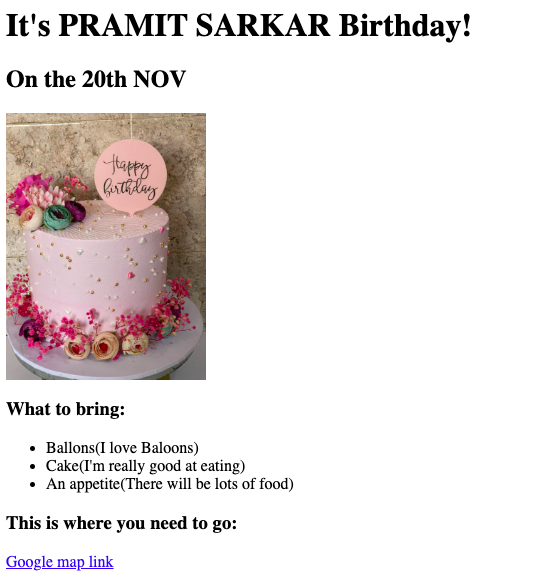 It's PRAMIT SARKAR Birthday!
On the 20th NOV
Happy
birthday
What to bring:
Ballons(I love Baloons)
Cake(I'm really good at eating)
An appetite(There will be lots of food)
This is where you need to go:
Google map link